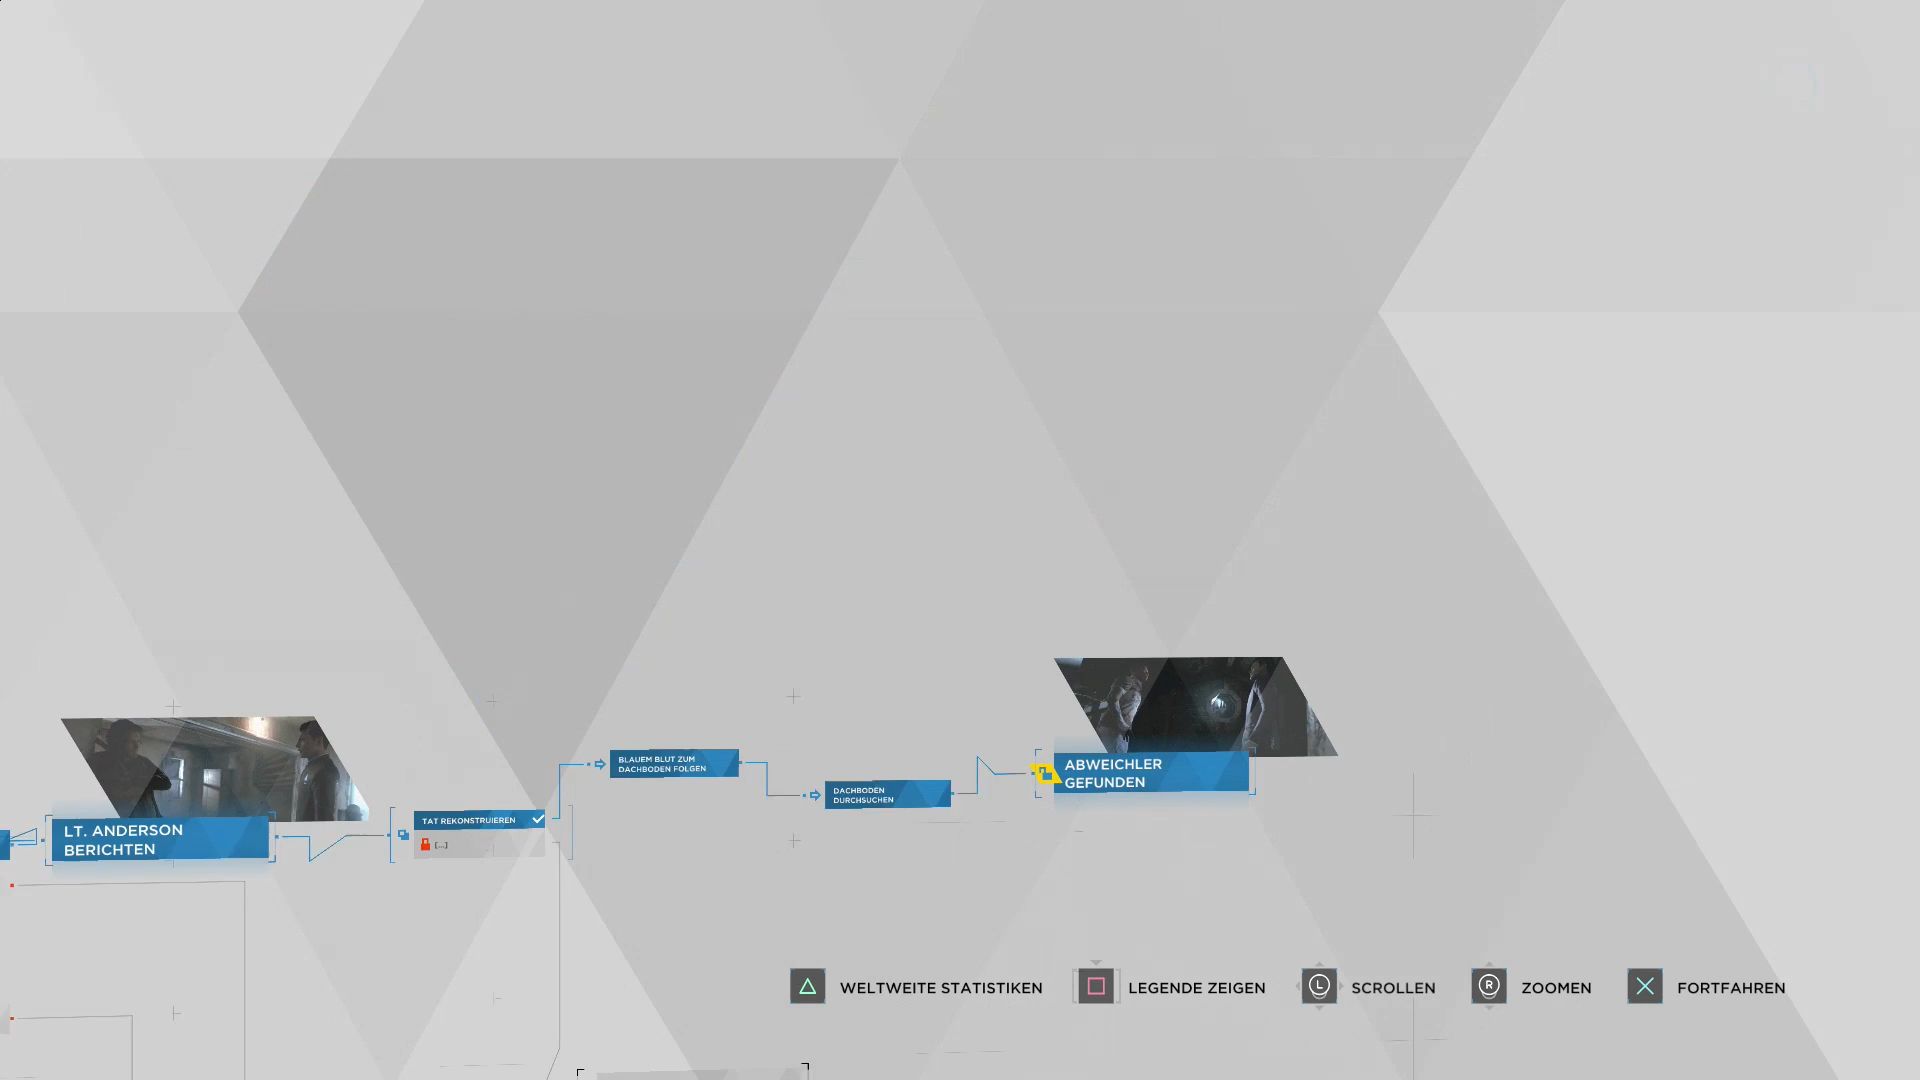 BLAUEM BLUT ZUM
DACHBODEN FOLGEN
ABWEICHLER
GEFUNDEN
DACHBODEN
DURCHSUCHEN
LT. ANDERSON
BERICHTEN
TAT REKONSTRUIEREN
[...]
WELTWEITE STATISTIKEN
LEGENDE ZEIGEN
L
SCROLLEN
R
ZOOMEN
FORTFAHREN